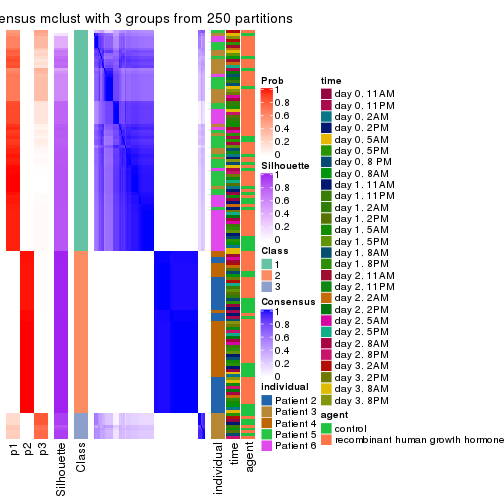 ensus mclust with 3 groups from 250 partitions
Prob
1
0.8
0.6
0.4
0.2
0
Silhouette
1
0.8
0.6
0.4
0.2
0
Class
1
2
3
Consensus
1
0.8
0.6
0.4
0.2
0
individual
Patient 2
Patient 3
Patient 4
Patient 5
Patient 6
time
day 0. 11AM
day 0. 11PM
day 0. 2AM
day 0. 2PM
day 0. 5AM
day 0. 5PM
day 0. 8 PM
day 0. 8AM
day 1. 11AM
day 1. 11PM
day 1. 2AM
day 1. 2PM
day 1. 5AM
day 1. 5PM
day 1. 8AM
day 1. 8PM
day 2. 11AM
day 2. 11PM
day 2. 2AM
day 2. 2PM
day 2. 5AM
day 2. 5PM
day 2. 8AM
day 2. 8PM
day 3. 2AM
day 3. 2PM
day 3. 8AM
day 3. 8PM
agent
control
recombinant human growth hormone
p1
p2
p3
Silhouette
Class
individual
time
agent